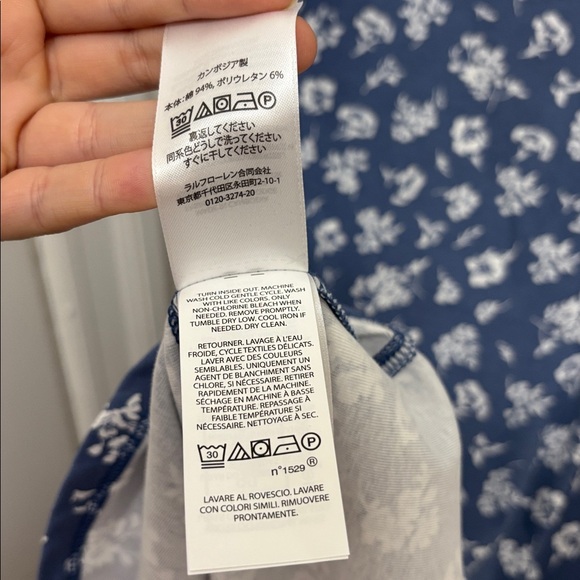 カンボジア製
本体：綿 94%, ポリウレタン 6%
30 P
裏返してください
同系色どうしで洗ってください
すぐに干してください
ラルフローレン合同会社
東京都千代田区永田町2-10-1
0120-3274-20
TURN INSIDE OUT. MACHINE
WASH COLD GENTLE CYCLE. WASH
WITH LIKE COLORS. ONLY
NON-CHLORINE BLEACH WHEN
NEEDED. REMOVE PROMPTLY.
TUMBLE DRY LOW. COOL IRON IF
NEEDED. DRY CLEAN.
RETOURNER. LAVAGE À L'EAU
FROIDE, CYCLE TEXTILES DÉLICATS.
LAVER AVEC DES COULEURS
SEMBLABLES. UNIQUEMENT UN
AGENT DE BLANCHIMENT SANS
CHLORE, SI NÉCESSAIRE. RETIRER
RAPIDEMENT DE LA MACHINE.
SÉCHAGE EN MACHINE À BASSE
TEMPÉRATURE. REPASSAGE À
FAIBLE TEMPÉRATURE SI
NÉCESSAIRE. NETTOYAGE À SEC.
30 P
n°1529 ®
LAVARE AL ROVESCIO. LAVARE
CON COLORI SIMILI. RIMUOVERE
PRONTAMENTE.